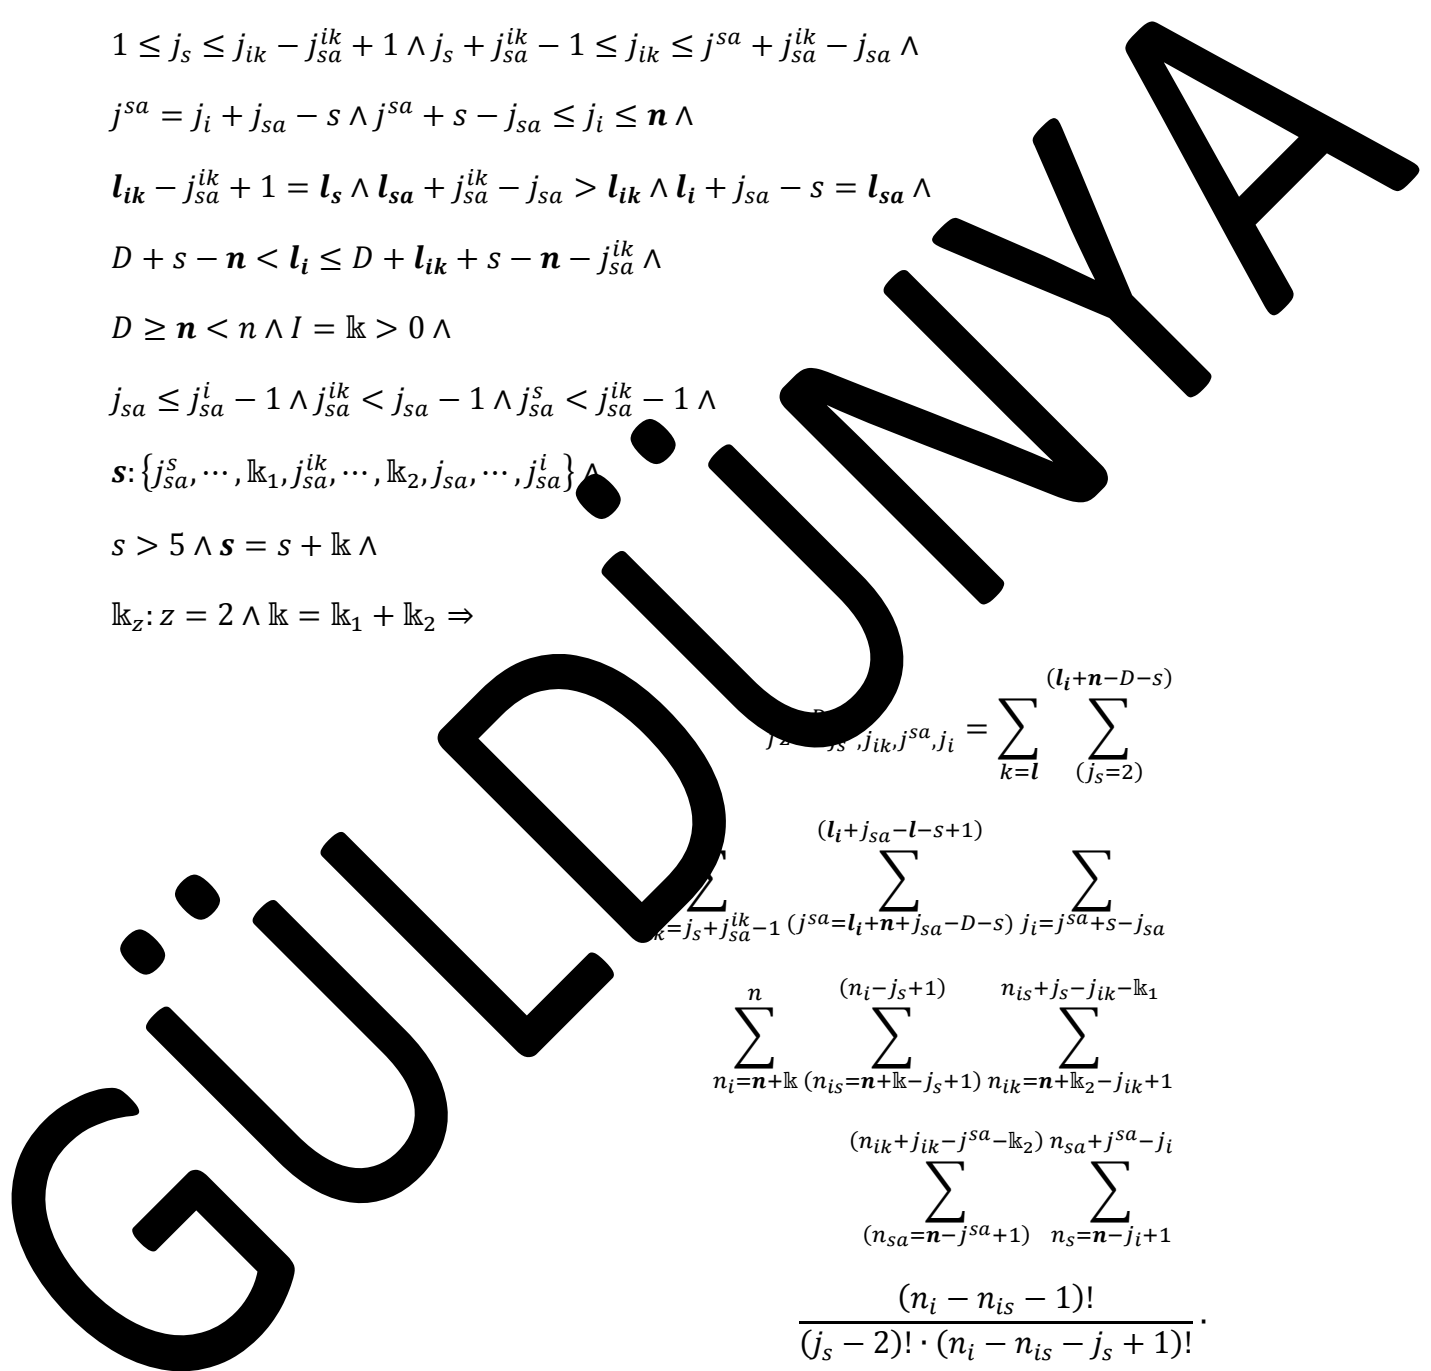 1 ≤ j_s ≤ j_{ik} − j_{sa}^{ik} + 1 ∧ j_s + j_{sa}^{ik} − 1 ≤ j_{ik} ≤ j^{sa} + j_{sa}^{ik} − j_{sa} ∧
j^{sa} = j_i + j_{sa} − s ∧ j^{sa} + s − j_{sa} ≤ j_i ≤ 𝒏 ∧
𝒍_{𝒊𝒌} − j_{sa}^{ik} + 1 = 𝒍_𝒔 ∧ 𝒍_{𝒔𝒂} + j_{sa}^{ik} − j_{sa} > 𝒍_{𝒊𝒌} ∧ 𝒍_𝒊 + j_{sa} − s = 𝒍_{𝒔𝒂} ∧
D + s − 𝒏 < 𝒍_𝒊 ≤ D + 𝒍_{𝒊𝒌} + s − 𝒏 − j_{sa}^{ik} ∧
D ≥ 𝒏 < n ∧ I = 𝕜 > 0 ∧
j_{sa} ≤ j_{sa}^{i} − 1 ∧ j_{sa}^{ik} < j_{sa} − 1 ∧ j_{sa}^{s} < j_{sa}^{ik} − 1 ∧
𝒔: {j_{sa}^{s}, ⋯ , 𝕜_1, j_{sa}^{ik}, ⋯ , 𝕜_2, j_{sa}, ⋯ , j_{sa}^{i}} ∧
s > 5 ∧ 𝒔 = s + 𝕜 ∧
𝕜_z: z = 2 ∧ 𝕜 = 𝕜_1 + 𝕜_2 ⇒
,j_{ik},j^{sa},j_i = ∑_{k=𝒍} ∑_{(j_s=2)}^{(𝒍_𝒊+𝒏−D−s)}
∑_{=j_s+j_{sa}^{ik}−1} ∑_{(j^{sa}=𝒍_𝒊+𝒏+j_{sa}−D−s)}^{(𝒍_𝒊+j_{sa}−𝒍−s+1)} ∑_{j_i=j^{sa}+s−j_{sa}}
∑_{n_i=𝒏+𝕜}^{n} ∑_{(n_{is}=𝒏+𝕜−j_s+1)}^{(n_i−j_s+1)} ∑_{n_{ik}=𝒏+𝕜_2−j_{ik}+1}^{n_{is}+j_s−j_{ik}−𝕜_1}
∑_{(n_{sa}=𝒏−j^{sa}+1)}^{(n_{ik}+j_{ik}−j^{sa}−𝕜_2)} ∑_{n_s=𝒏−j_i+1}^{n_{sa}+j^{sa}−j_i}
(n_i − n_{is} − 1)! / ((j_s − 2)! · (n_i − n_{is} − j_s + 1)!) ·
GÜLDÜNYA